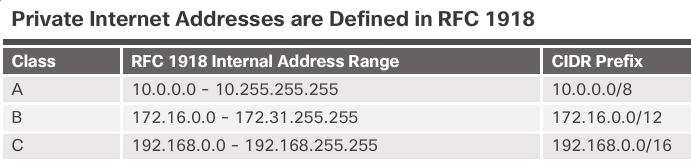 Private Internet Addresses are Defined in RFC 1918
Class RFC 1918 Internal Address Range CIDR Prefix
A 10.0.0.0 - 10.255.255.255 10.0.0.0/8
B 172.16.0.0 - 172.31.255.255 172.16.0.0/12
C 192.168.0.0 - 192.168.255.255 192.168.0.0/16